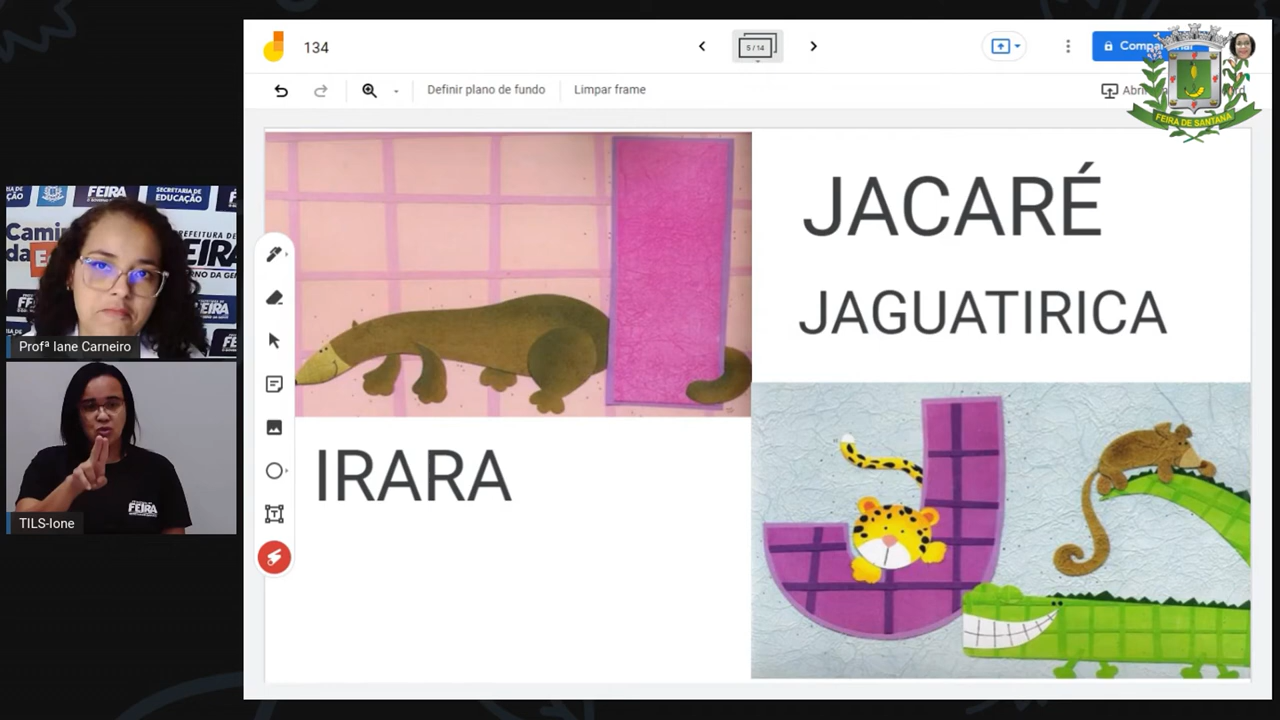 134
5 / 14
Definir plano de fundo
Limpar frame
FEIRA DE SANTANA
JACARÉ
JAGUATIRICA
IRARA
SECRETARIA DE
EDUCAÇÃO
FEIRA
Profª Iane Carneiro
FEIRA
TILS-Ione